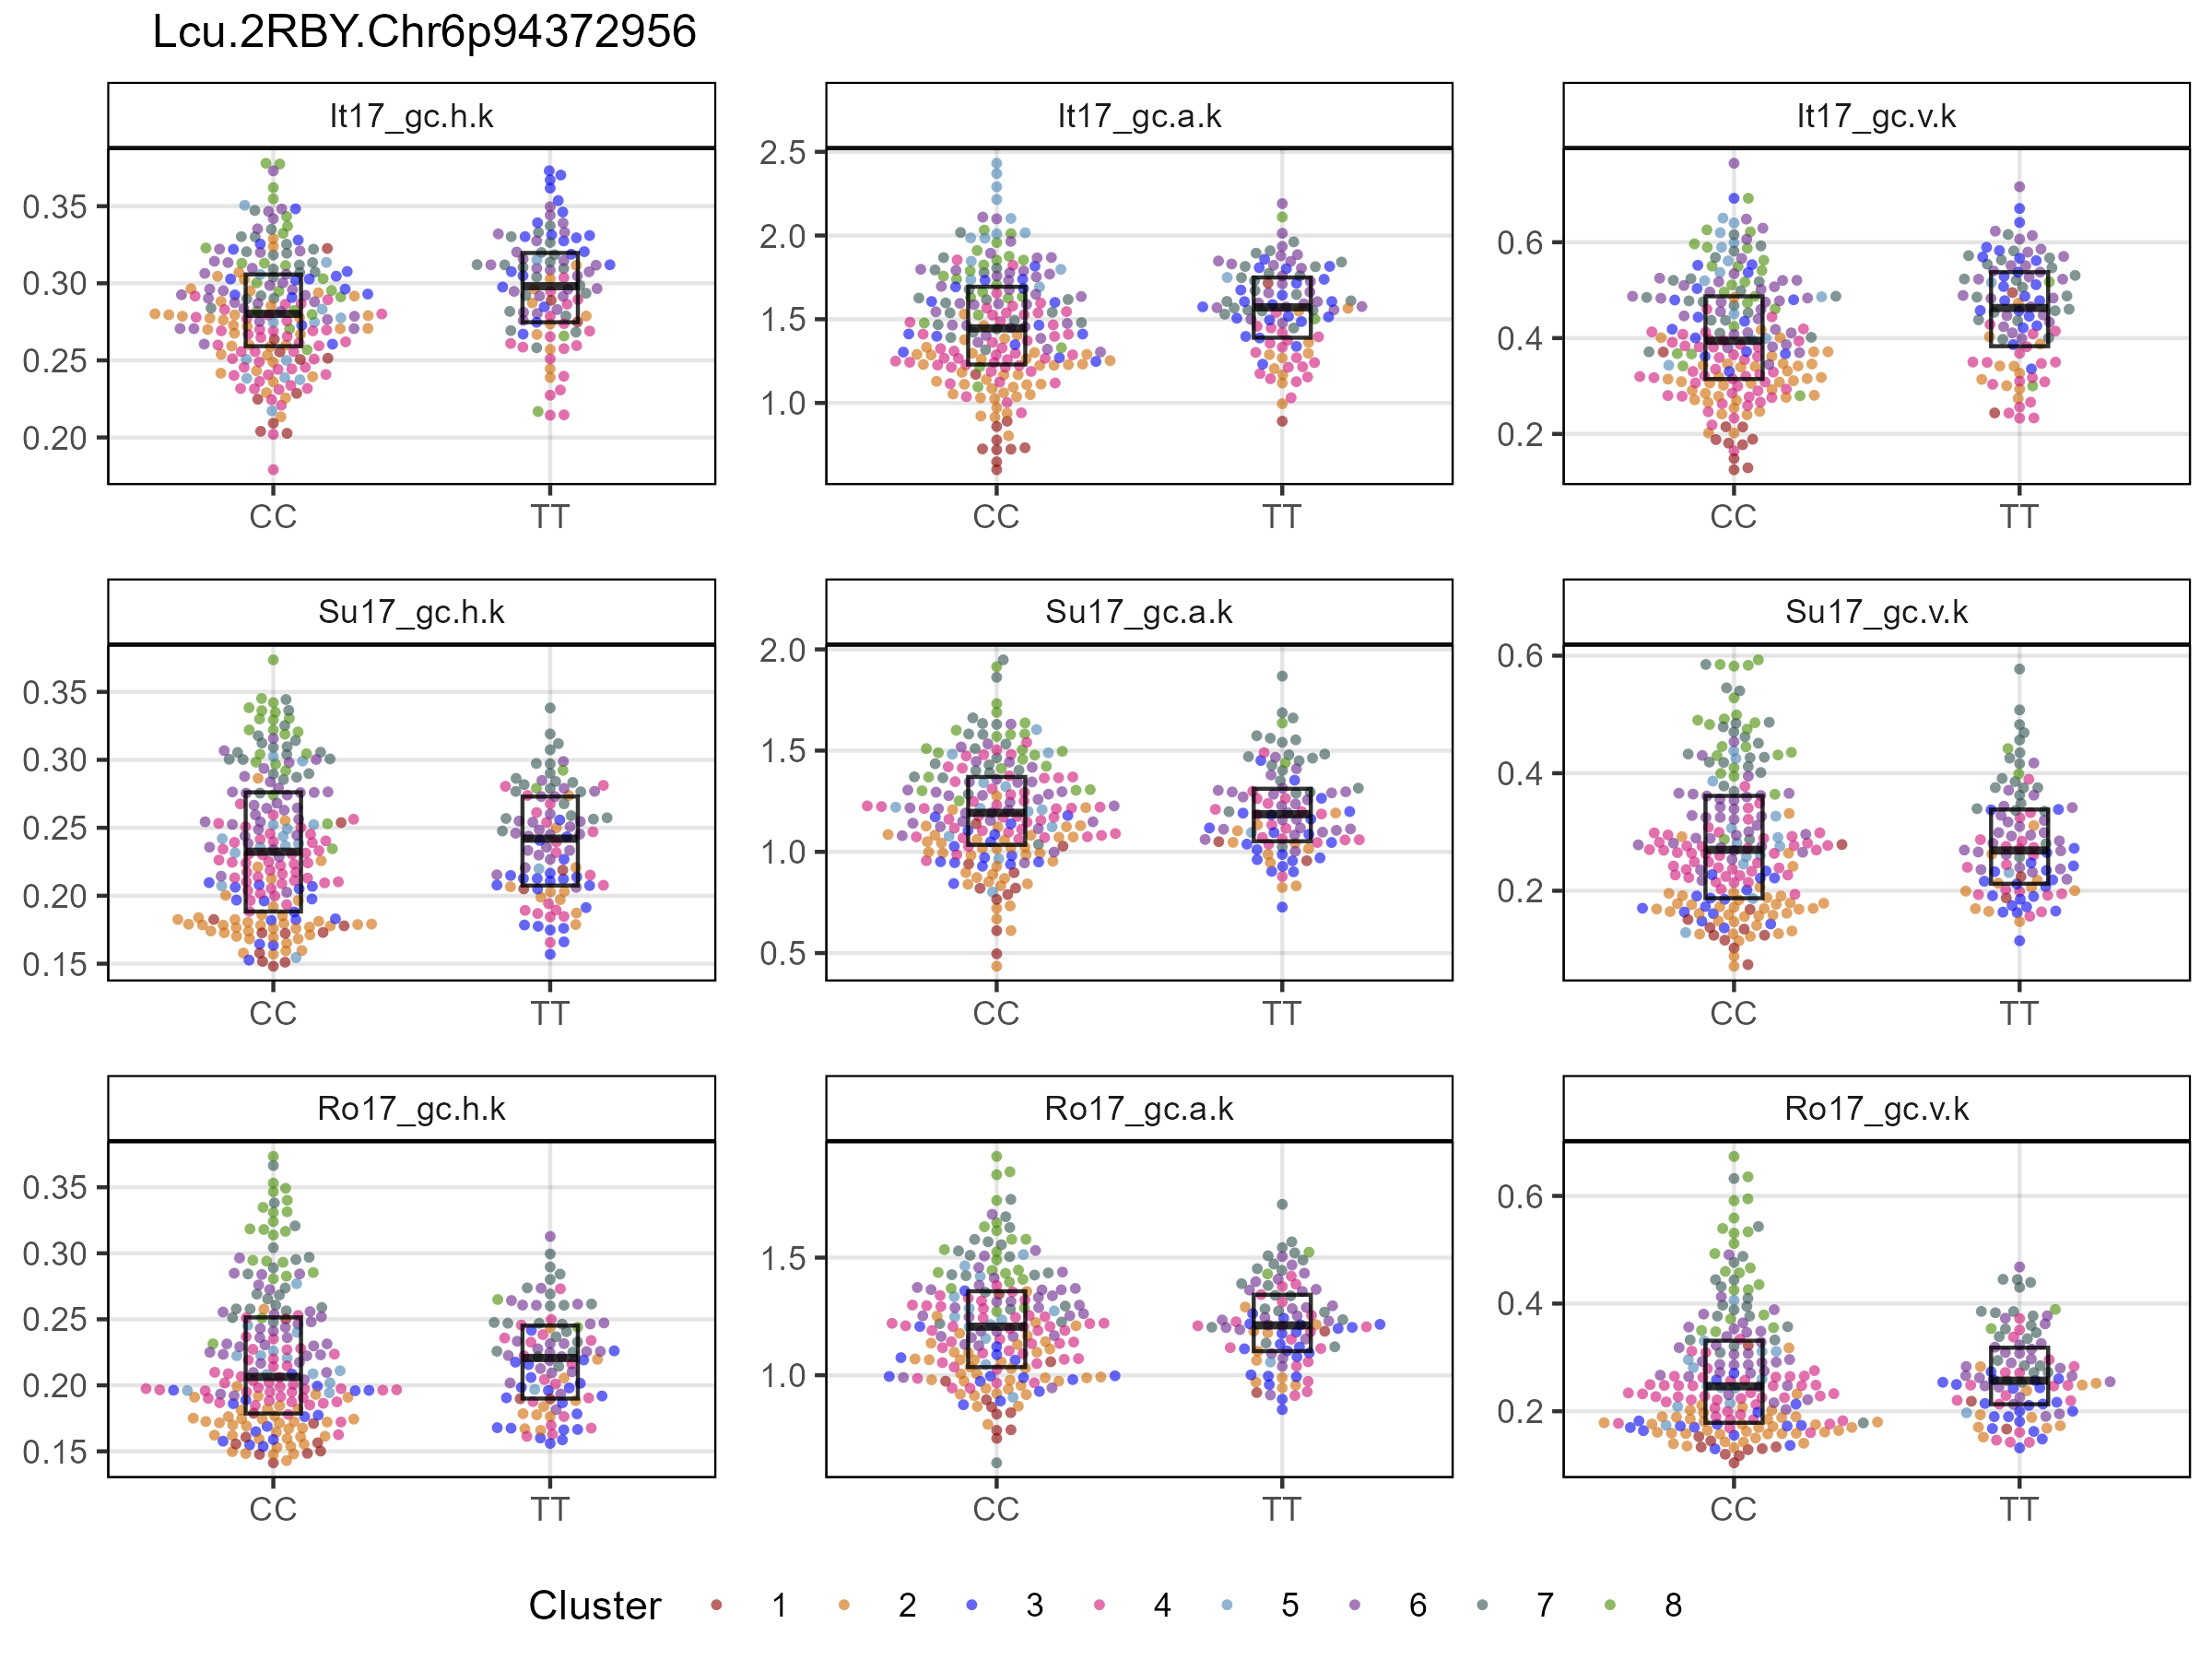 Lcu.2RBY.Chr6p94372956
It17_gc.h.k
It17_gc.a.k
It17_gc.v.k
0.35
0.30
0.25
0.20
CC TT
2.5
2.0
1.5
1.0
CC TT
0.6
0.4
0.2
CC TT
Su17_gc.h.k
Su17_gc.a.k
Su17_gc.v.k
0.35
0.30
0.25
0.20
0.15
CC TT
2.0
1.5
1.0
0.5
CC TT
0.6
0.4
0.2
CC TT
Ro17_gc.h.k
Ro17_gc.a.k
Ro17_gc.v.k
0.35
0.30
0.25
0.20
0.15
CC TT
1.5
1.0
CC TT
0.6
0.4
0.2
CC TT
Cluster 1 2 3 4 5 6 7 8